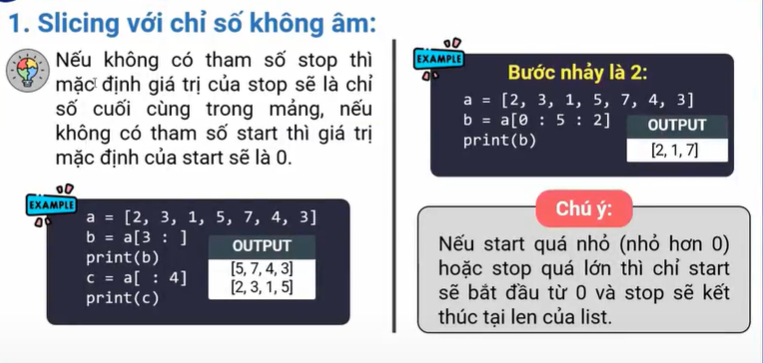 1. Slicing với chỉ số không âm:
Nếu không có tham số stop thì
mặc định giá trị của stop sẽ là chỉ
số cuối cùng trong mảng, nếu
không có tham số start thì giá trị
mặc định của start sẽ là 0.
EXAMPLE
a = [2, 3, 1, 5, 7, 4, 3]
b = a[3 : ]
print(b)
c = a[ : 4]
print(c)
OUTPUT
[5, 7, 4, 3]
[2, 3, 1, 5]
EXAMPLE
Bước nhảy là 2:
a = [2, 3, 1, 5, 7, 4, 3]
b = a[0 : 5 : 2]
print(b)
OUTPUT
[2, 1, 7]
Chú ý:
Nếu start quá nhỏ (nhỏ hơn 0)
hoặc stop quá lớn thì chỉ start
sẽ bắt đầu từ 0 và stop sẽ kết
thúc tại len của list.